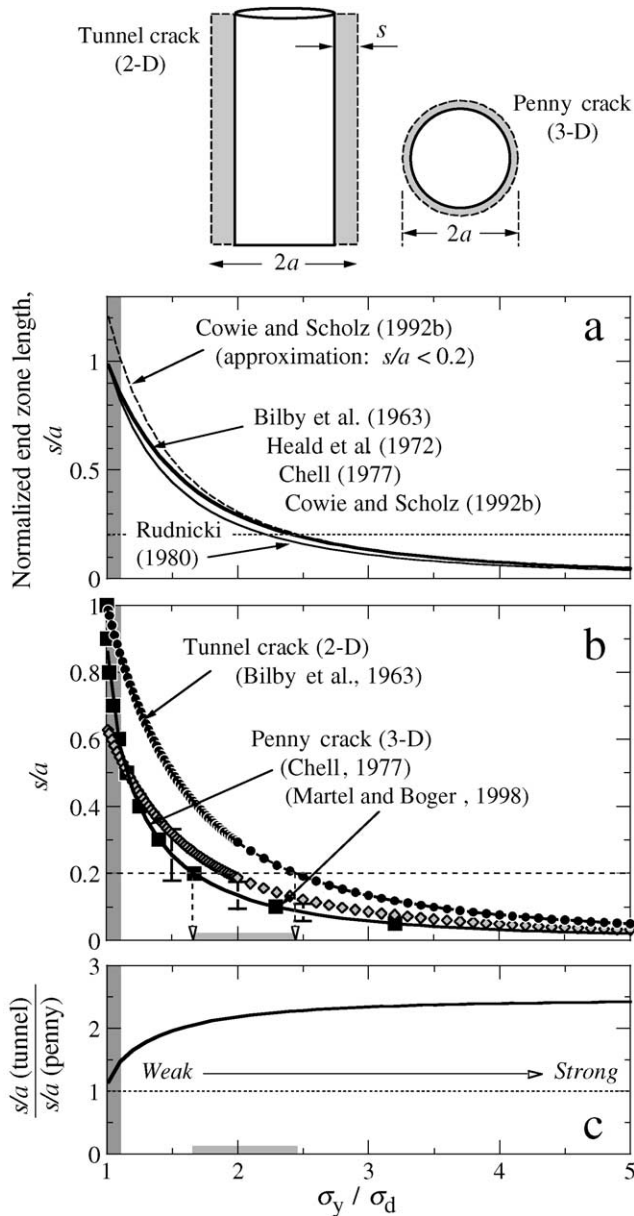 Tunnel crack
(2-D)
s
Penny crack
(3-D)
2a
2a
Normalized end zone length,
s/a
a
Cowie and Scholz (1992b)
(approximation: s/a < 0.2)
Bilby et al. (1963)
Heald et al. (1972)
Chell (1977)
Cowie and Scholz (1992b)
Rudnicki
(1980)
1
0.5
0
b
Tunnel crack (2-D)
(Bilby et al., 1963)
Penny crack (3-D)
(Chell, 1977)
(Martel and Boger, 1998)
s/a
1
0.8
0.6
0.4
0.2
0
s/a (tunnel)
s/a (penny)
3
2
1
0
Weak
Strong
c
1
2
3
4
5
σy / σd